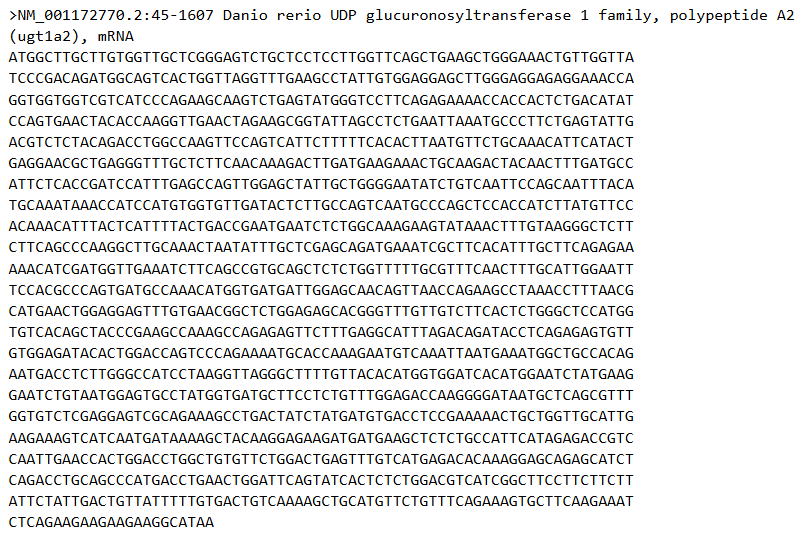 >NM_001172770.2:45-1607 Danio rerio UDP glucuronosyltransferase 1 family, polypeptide A2
(ugt1a2), mRNA
ATGGCTTGCTTGTGGTTGCTCGGGAGTCTGCTCCTCCTTGGTTCAGCTGAAGCTGGGAAACTGTTGGTTA
TCCCGACAGATGGCAGTCACTGGTTAGGTTTGAAGCCTATTGTGGAGGAGCTTGGGAGGAGAGGAAACCA
GGTGGTGGTCGTCATCCCAGAAGCAAGTCTGAGTATGGGTCCTTCAGAGAAAACCACCACTCTGACATAT
CCAGTGAACTACACCAAGGTTGAACTAGAAGCGGTATTAGCCTCTGAATTAAATGCCCTTCTGAGTATTG
ACGTCTCTACAGACCTGGCCAAGTTCCAGTCATTCTTTTTCACACTTAATGTTCTGCAAACATTCATACT
GAGGAACGCTGAGGGTTTGCTCTTCAACAAAGACTTGATGAAGAAACTGCAAGACTACAACTTTGATGCC
ATTCTCACCGATCCATTTGAGCCAGTTGGAGCTATTGCTGGGGAATATCTGTCAATTCCAGCAATTTACA
TGCAAATAAACCATCCATGTGGTGTTGATACTCTTGCCAGTCAATGCCCAGCTCCACCATCTTATGTTCC
ACAAACATTTACTCATTTTACTGACCGAATGAATCTCTGGCAAAGAAGTATAAACTTTGTAAGGGCTCTT
CTTCAGCCCAAGGCTTGCAAACTAATATTTGCTCGAGCAGATGAAATCGCTTCACATTTGCTTCAGAGAA
AAACATCGATGGTTGAAATCTTCAGCCGTGCAGCTCTCTGGTTTTTGCGTTTCAACTTTGCATTGGAATT
TCCACGCCCAGTGATGCCAAACATGGTGATGATTGGAGCAACAGTTAACCAGAAGCCTAAACCTTTAACG
CATGAACTGGAGGAGTTTGTGAACGGCTCTGGAGAGCACGGGTTTGTTGTCTTCACTCTGGGCTCCATGG
TGTCACAGCTACCCGAAGCCAAAGCCAGAGAGTTCTTTGAGGCATTTAGACAGATACCTCAGAGAGTGTT
GTGGAGATACACTGGACCAGTCCCAGAAAATGCACCAAAGAATGTCAAATTAATGAAATGGCTGCCACAG
AATGACCTCTTGGGCCATCCTAAGGTTAGGGCTTTTGTTACACATGGTGGATCACATGGAATCTATGAAG
GAATCTGTAATGGAGTGCCTATGGTGATGCTTCCTCTGTTTGGAGACCAAGGGGATAATGCTCAGCGTTT
GGTGTCTCGAGGAGTCGCAGAAAGCCTGACTATCTATGATGTGACCTCCGAAAAACTGCTGGTTGCATTG
AAGAAAGTCATCAATGATAAAAGCTACAAGGAGAAGATGATGAAGCTCTCTGCCATTCATAGAGACCGTC
CAATTGAACCACTGGACCTGGCTGTGTTCTGGACTGAGTTTGTCATGAGACACAAAGGAGCAGAGCATCT
CAGACCTGCAGCCCATGACCTGAACTGGATTCAGTATCACTCTCTGGACGTCATCGGCTTCCTTCTTCTT
ATTCTATTGACTGTTATTTTTGTGACTGTCAAAAGCTGCATGTTCTGTTTCAGAAAGTGCTTCAAGAAAT
CTCAGAAGAAGAAGAAGGCATAA